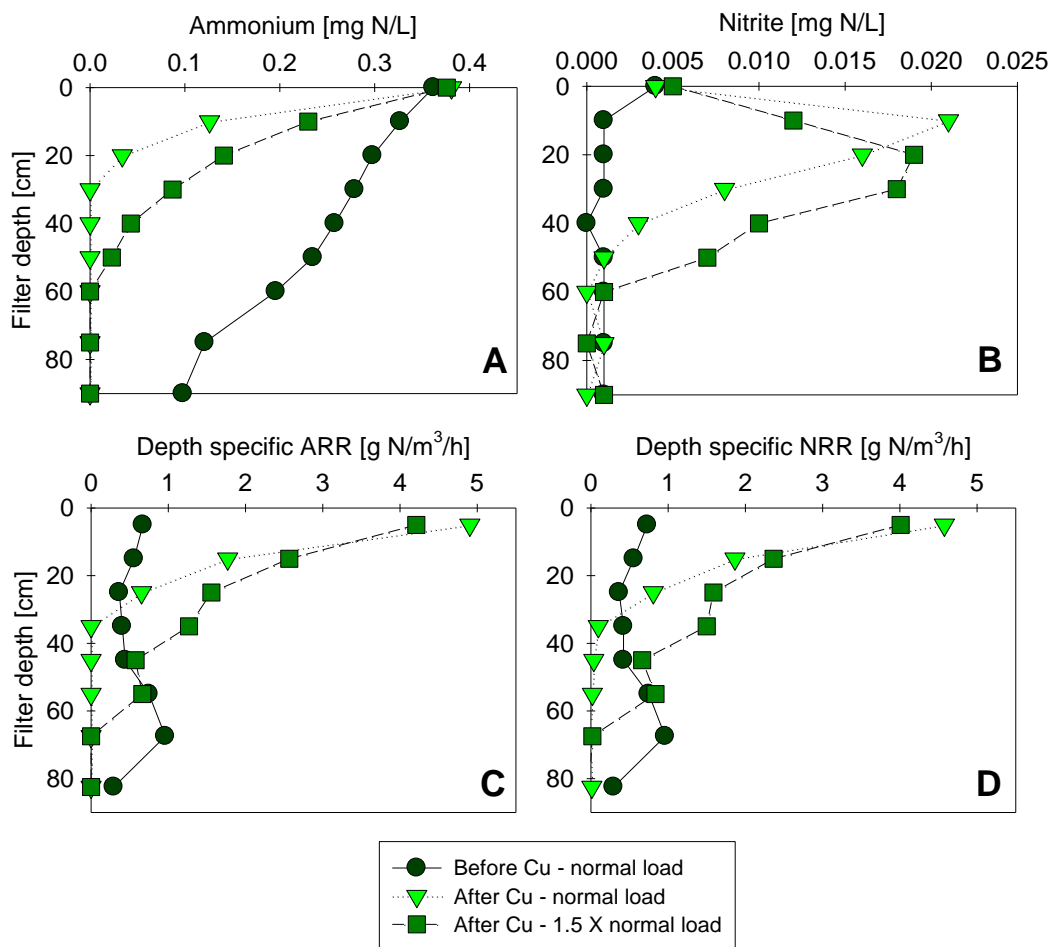 Ammonium [mg N/L]
0.0 0.1 0.2 0.3 0.4
0
20
40
60
80
Filter depth [cm]
A
Nitrite [mg N/L]
0.000 0.005 0.010 0.015 0.020 0.025
0
20
40
60
80
B
Depth specific ARR [g N/m³/h]
0 1 2 3 4 5
0
20
40
60
80
Filter depth [cm]
C
Depth specific NRR [g N/m³/h]
0 1 2 3 4 5
0
20
40
60
80
D
Before Cu - normal load
After Cu - normal load
After Cu - 1.5 X normal load